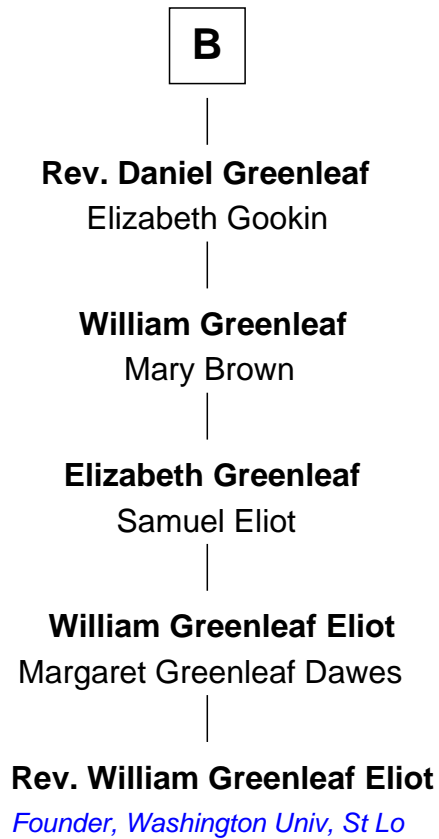 B
Rev. Daniel Greenleaf
Elizabeth Gookin
William Greenleaf
Mary Brown
Elizabeth Greenleaf
Samuel Eliot
William Greenleaf Eliot
Margaret Greenleaf Dawes
Rev. William Greenleaf Eliot
Founder, Washington Univ, St Lo